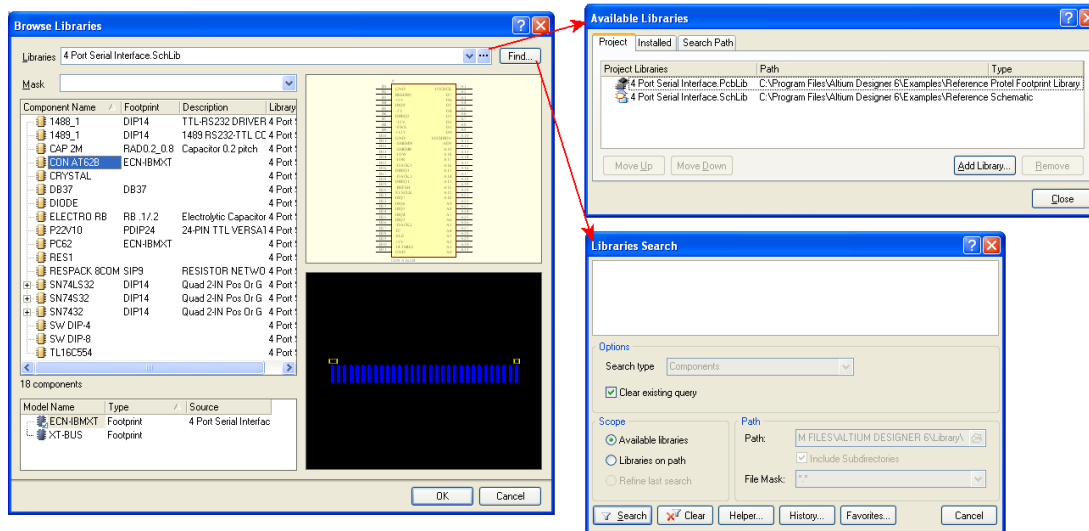 Browse Libraries
Libraries 4 Port Serial Interface.SchLib Find...
Mask
Component Name / Footprint Description Library
1488_1 DIP14 TTL-RS232 DRIVER 4 Port
1489_1 DIP14 1489 RS232-TTL CC 4 Port
CAP 2M RAD0.2_0.8 Capacitor 0.2 pitch 4 Port
CON AT62B ECN-IBMXT 4 Port
CRYSTAL 4 Port
DB37 DB37 4 Port
DIODE 4 Port
ELECTRO RB RB .1/.2 Electrolytic Capacitor 4 Port
P22V10 PDIP24 24-PIN TTL VERSAT 4 Port
PC62 ECN-IBMXT 4 Port
RES1 4 Port
RESPACK 8COM SIP9 RESISTOR NETWO 4 Port
SN74LS32 DIP14 Quad 2-IN Pos Or G 4 Port
SN74S32 DIP14 Quad 2-IN Pos Or G 4 Port
SN7432 DIP14 Quad 2-IN Pos Or G 4 Port
SW DIP-4 4 Port
SW DIP-8 4 Port
TL16C554 4 Port
18 components
Model Name Type / Source
ECN-IBMXT Footprint 4 Port Serial Interfac
XT-BUS Footprint
CON AT62B
OK Cancel
Available Libraries
Project Installed Search Path
Project Libraries Path Type
4 Port Serial Interface.PcbLib C:\Program Files\Altium Designer 6\Examples\Reference Protel Footprint Library
4 Port Serial Interface.SchLib C:\Program Files\Altium Designer 6\Examples\Reference Schematic
Move Up Move Down Add Library... Remove
Close
Libraries Search
Options
Search type Components
Clear existing query
Scope
Available libraries
Libraries on path
Refine last search
Path
Path: M FILES\ALTIUM DESIGNER 6\Library\
Include Subdirectories
File Mask: *.*
Search Clear Helper... History... Favorites... Cancel